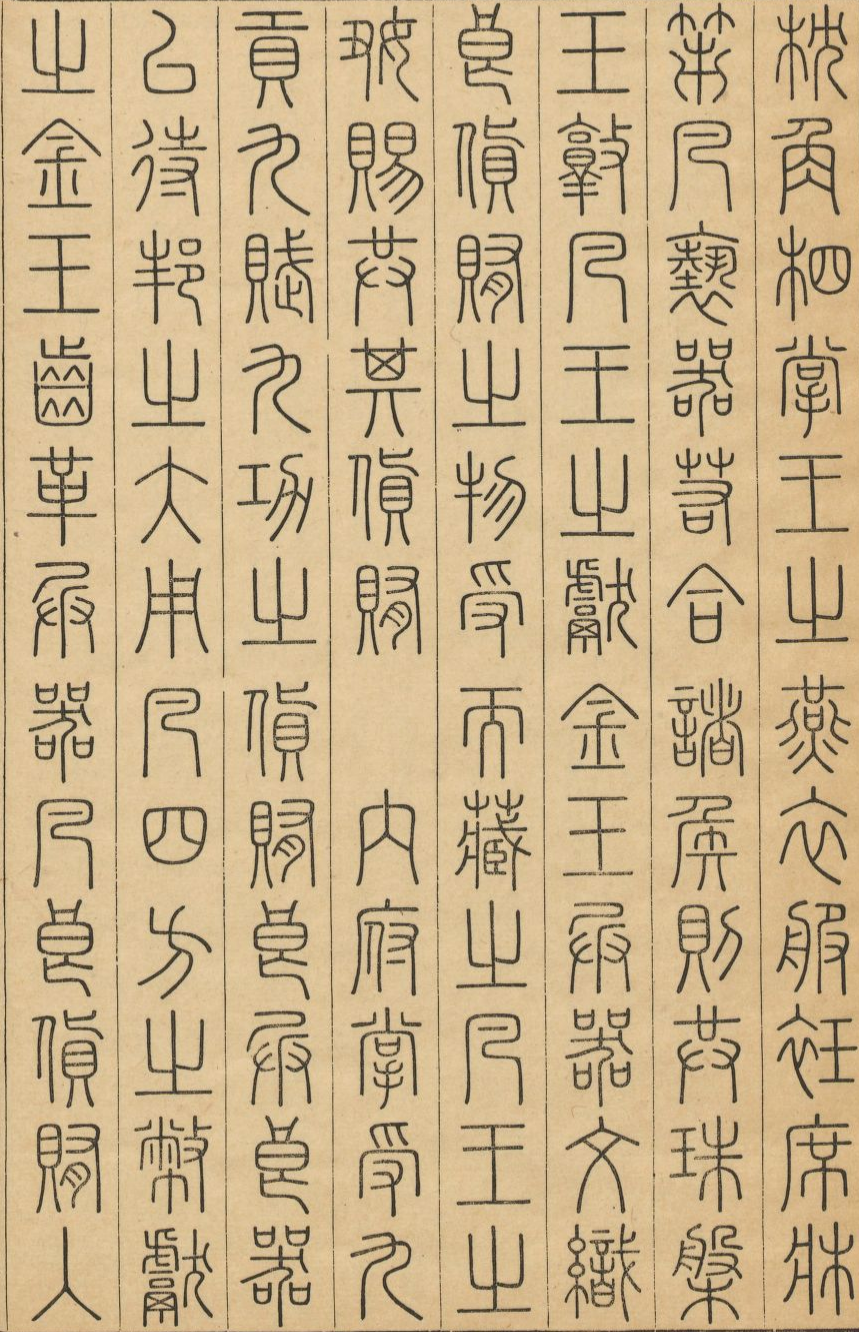 枕角柶掌王之燕衣服衽席牀
笫凡褻器若合諸侯則共珠槃
玉敦凡王之獻金玉兵器文織
良貨賄之物受而藏之凡王之
好賜共其貨賄　內府掌受九
貢九賦九功之貨賄良兵良器
以待邦之大用凡四方之幣獻
之金玉齒革兵器凡良貨賄入